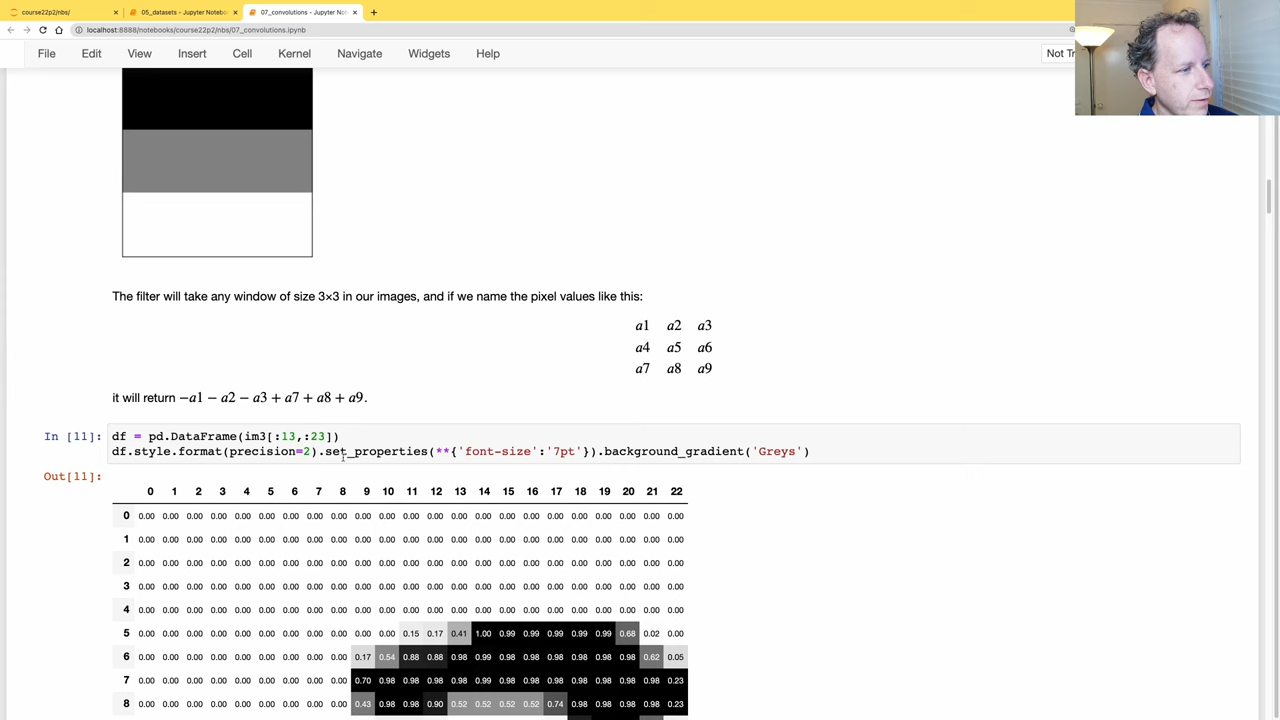 course22p2/nbs/
05_datasets - Jupyter Notebo
07_convolutions - Jupyter Not
localhost:8888/notebooks/course22p2/nbs/07_convolutions.ipynb
File Edit View Insert Cell Kernel Navigate Widgets Help Not Tr
The filter will take any window of size 3×3 in our images, and if we name the pixel values like this:
a1 a2 a3
a4 a5 a6
a7 a8 a9
it will return −a1 − a2 − a3 + a7 + a8 + a9.
In [11]: df = pd.DataFrame(im3[:13,:23])
df.style.format(precision=2).set_properties(**{'font-size':'7pt'}).background_gradient('Greys')
Out[11]:
0 1 2 3 4 5 6 7 8 9 10 11 12 13 14 15 16 17 18 19 20 21 22
0 0.00 0.00 0.00 0.00 0.00 0.00 0.00 0.00 0.00 0.00 0.00 0.00 0.00 0.00 0.00 0.00 0.00 0.00 0.00 0.00 0.00 0.00 0.00
1 0.00 0.00 0.00 0.00 0.00 0.00 0.00 0.00 0.00 0.00 0.00 0.00 0.00 0.00 0.00 0.00 0.00 0.00 0.00 0.00 0.00 0.00 0.00
2 0.00 0.00 0.00 0.00 0.00 0.00 0.00 0.00 0.00 0.00 0.00 0.00 0.00 0.00 0.00 0.00 0.00 0.00 0.00 0.00 0.00 0.00 0.00
3 0.00 0.00 0.00 0.00 0.00 0.00 0.00 0.00 0.00 0.00 0.00 0.00 0.00 0.00 0.00 0.00 0.00 0.00 0.00 0.00 0.00 0.00 0.00
4 0.00 0.00 0.00 0.00 0.00 0.00 0.00 0.00 0.00 0.00 0.00 0.00 0.00 0.00 0.00 0.00 0.00 0.00 0.00 0.00 0.00 0.00 0.00
5 0.00 0.00 0.00 0.00 0.00 0.00 0.00 0.00 0.00 0.00 0.00 0.15 0.17 0.41 1.00 0.99 0.99 0.99 0.99 0.99 0.68 0.02 0.00
6 0.00 0.00 0.00 0.00 0.00 0.00 0.00 0.00 0.00 0.17 0.54 0.88 0.88 0.98 0.99 0.98 0.98 0.98 0.98 0.98 0.98 0.62 0.05
7 0.00 0.00 0.00 0.00 0.00 0.00 0.00 0.00 0.00 0.70 0.98 0.98 0.98 0.98 0.99 0.98 0.98 0.98 0.98 0.98 0.98 0.98 0.23
8 0.00 0.00 0.00 0.00 0.00 0.00 0.00 0.00 0.00 0.43 0.98 0.98 0.90 0.52 0.52 0.52 0.52 0.74 0.98 0.98 0.98 0.98 0.23